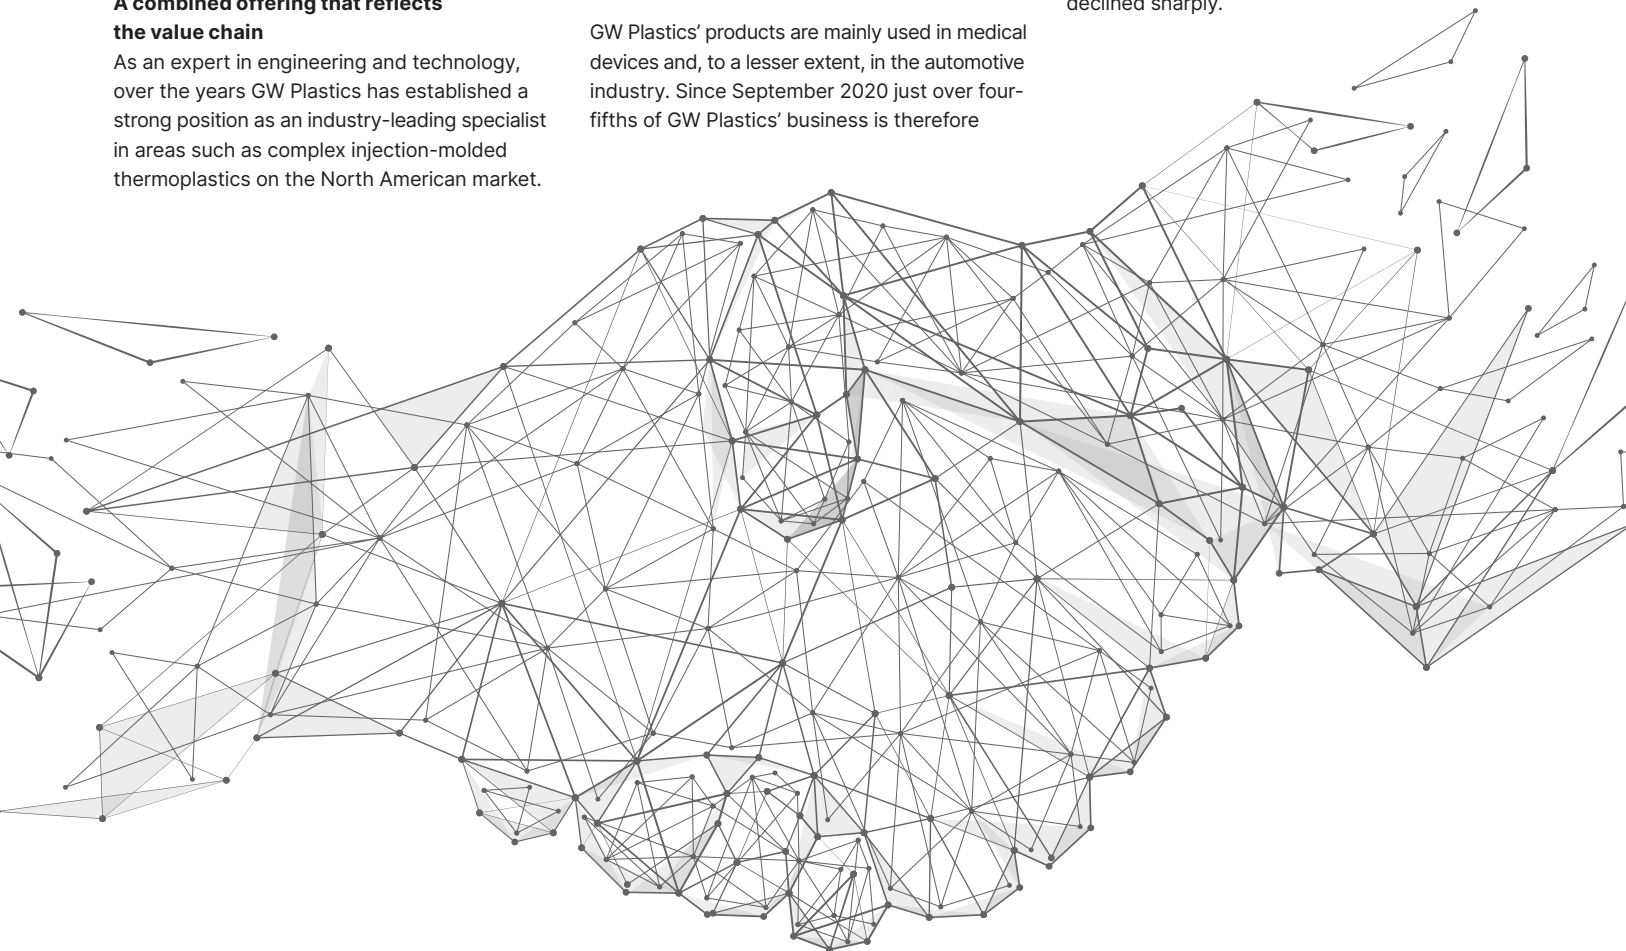 A combined offering that reflects
the value chain
As an expert in engineering and technology,
over the years GW Plastics has established a
strong position as an industry-leading specialist
in areas such as complex injection-molded
thermoplastics on the North American market.
GW Plastics’ products are mainly used in medical
devices and, to a lesser extent, in the automotive
industry. Since September 2020 just over four-
fifths of GW Plastics’ business is therefore
declined sharply.